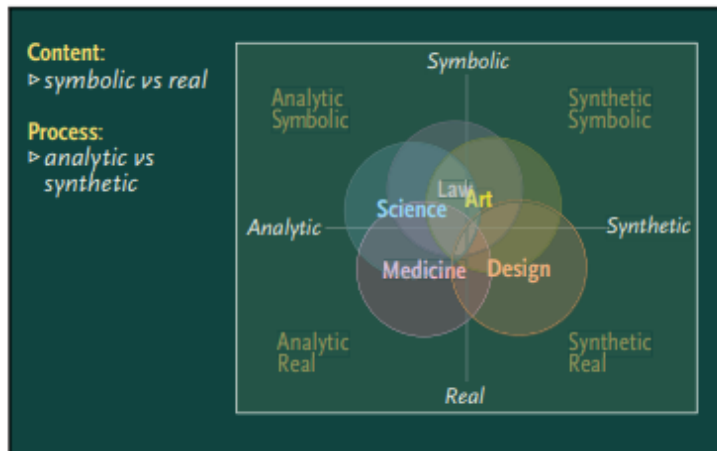 Content:
▹ symbolic vs real
Process:
▹ analytic vs
synthetic
Symbolic
Analytic
Symbolic
Synthetic
Symbolic
Law
Art
Science
Analytic
Synthetic
Medicine
Design
Analytic
Real
Synthetic
Real
Real